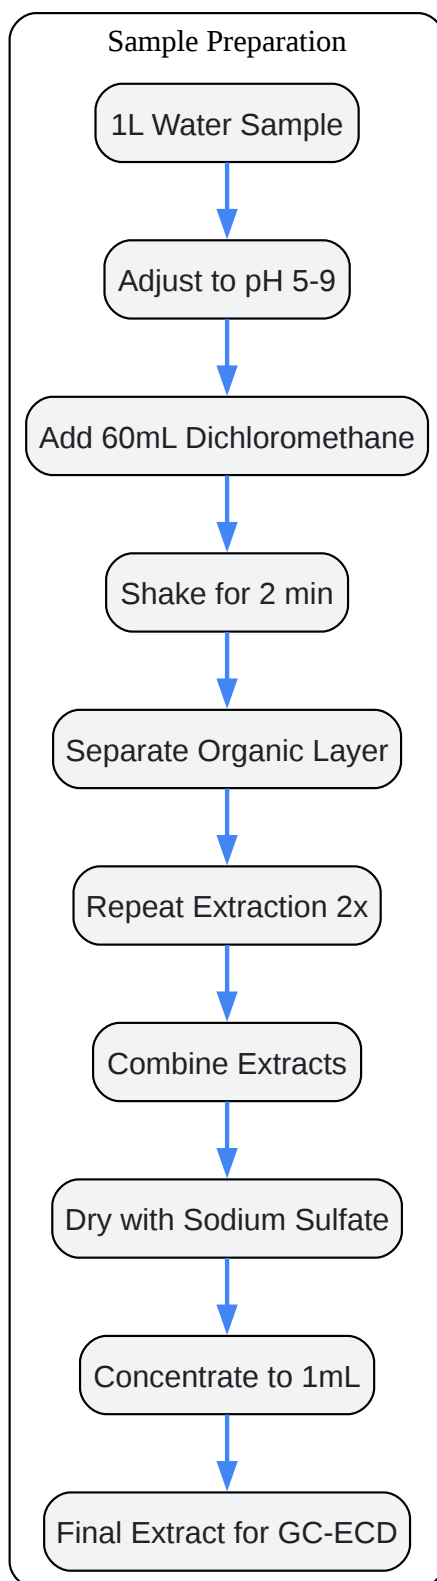 Sample Preparation
1L Water Sample
Adjust to pH 5-9
Add 60mL Dichloromethane
Shake for 2 min
Separate Organic Layer
Repeat Extraction 2x
Combine Extracts
Dry with Sodium Sulfate
Concentrate to 1mL
Final Extract for GC-ECD